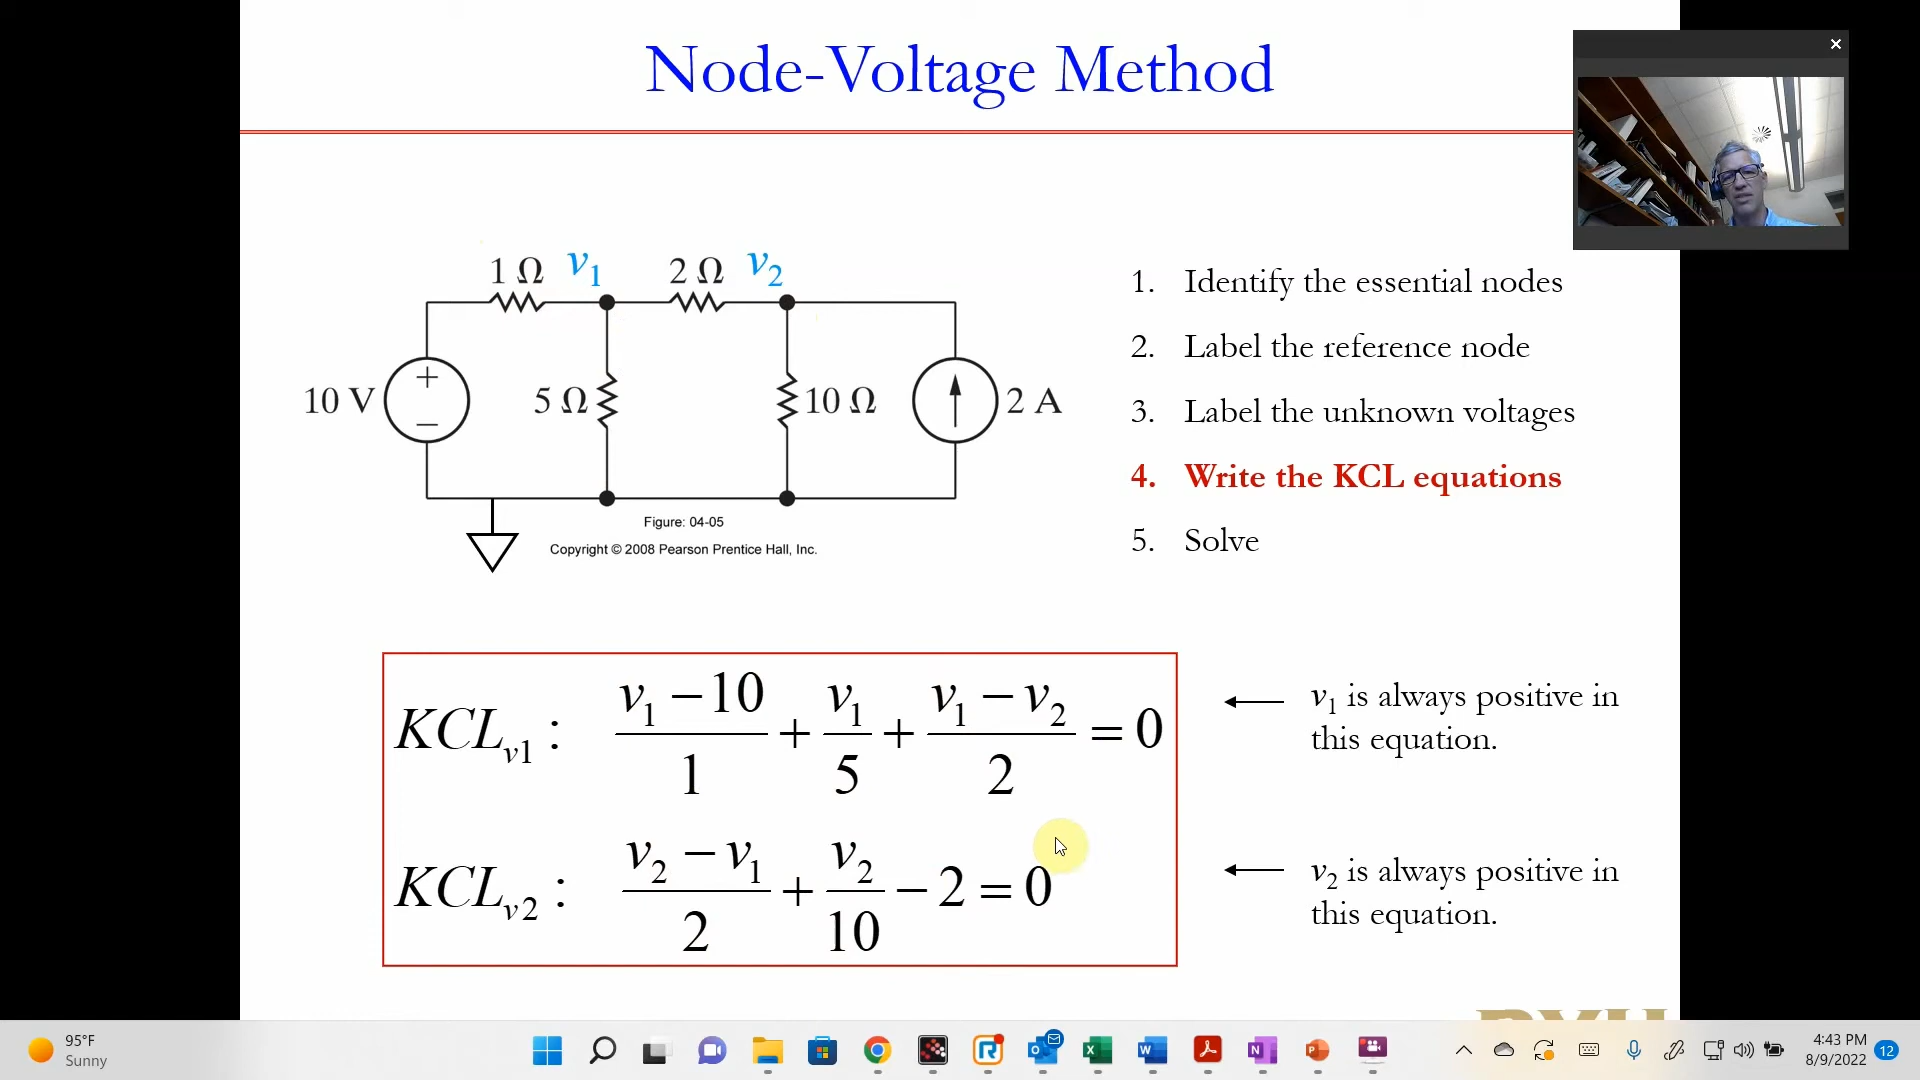 Node-Voltage Method
1 Ω v₁ 2 Ω v₂
10 V + − 5 Ω 10 Ω 2 A
Figure: 04-05
Copyright © 2008 Pearson Prentice Hall, Inc.
1. Identify the essential nodes
2. Label the reference node
3. Label the unknown voltages
4. Write the KCL equations
5. Solve
KCLᵥ₁ : (v₁ − 10)/1 + v₁/5 + (v₁ − v₂)/2 = 0
v₁ is always positive in
this equation.
KCLᵥ₂ : (v₂ − v₁)/2 + v₂/10 − 2 = 0
v₂ is always positive in
this equation.
95°F
Sunny
4:43 PM
8/9/2022
12